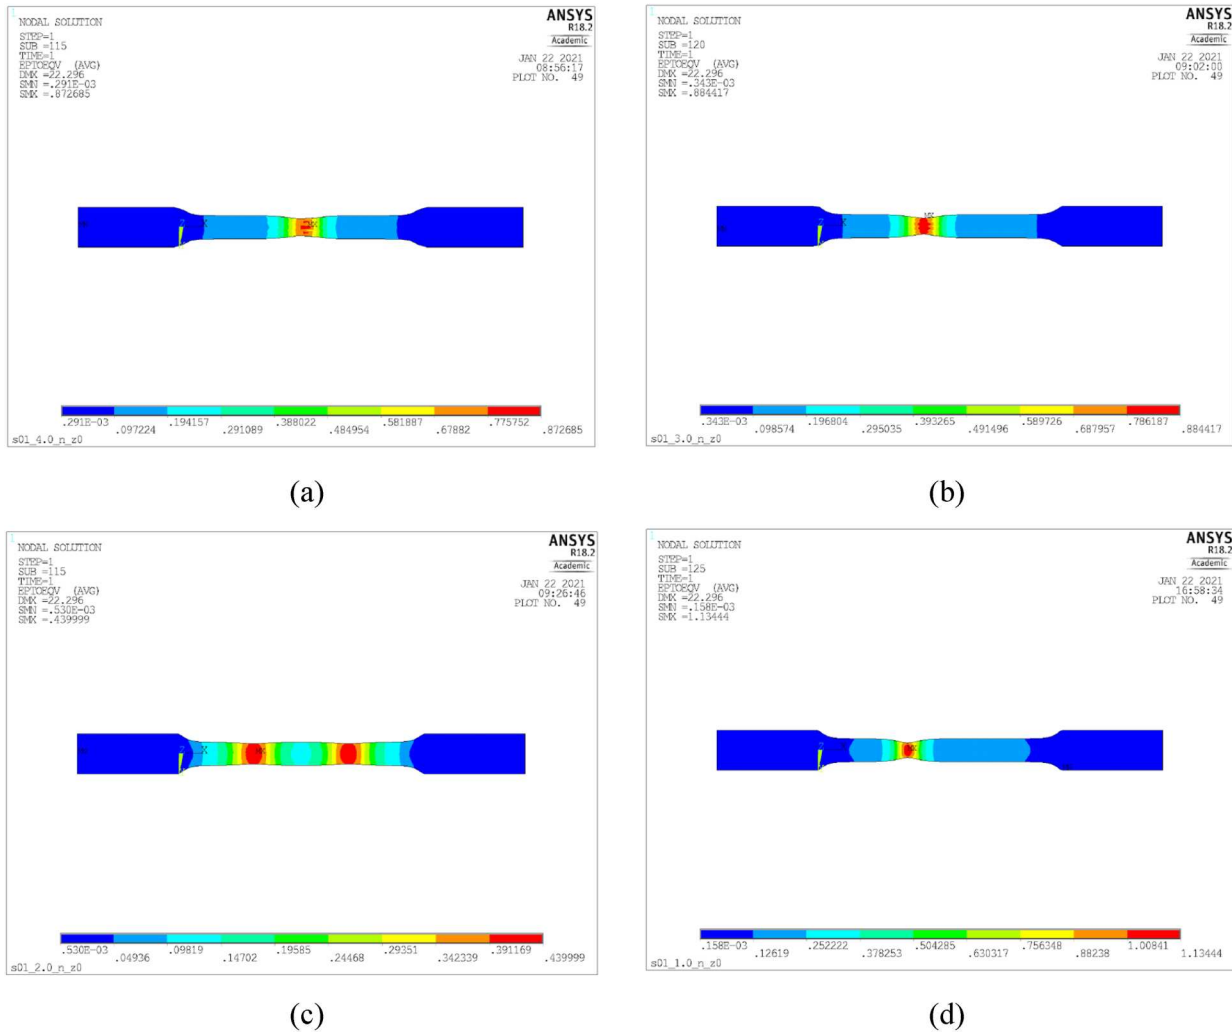 1
NODAL SOLUTION
STEP=1
SUB =115
TIME=1
EPTOEQV (AVG)
DMX =22.296
SMN =.291E-03
SMX =.872685
ANSYS
R18.2
Academic
JAN 22 2021
08:56:17
PLOT NO. 49
Z
X
MX
.291E-03 .194157 .388022 .581887 .775752
.097224 .291089 .484954 .67882 .872685
s01_4.0_n_z0
(a)
1
NODAL SOLUTION
STEP=1
SUB =120
TIME=1
EPTOEQV (AVG)
DMX =22.296
SMN =.343E-03
SMX =.884417
ANSYS
R18.2
Academic
JAN 22 2021
09:02:00
PLOT NO. 49
MX
Z
X
.343E-03 .196804 .393265 .589726 .786187
.098574 .295035 .491496 .687957 .884417
s01_3.0_n_z0
(b)
1
NODAL SOLUTION
STEP=1
SUB =115
TIME=1
EPTOEQV (AVG)
DMX =22.296
SMN =.530E-03
SMX =.439999
ANSYS
R18.2
Academic
JAN 22 2021
09:26:46
PLOT NO. 49
Z
X
MX
.530E-03 .09819 .19585 .29351 .391169
.04936 .14702 .24468 .342339 .439999
s01_2.0_n_z0
(c)
1
NODAL SOLUTION
STEP=1
SUB =125
TIME=1
EPTOEQV (AVG)
DMX =22.296
SMN =.158E-03
SMX =1.13444
ANSYS
R18.2
Academic
JAN 22 2021
16:58:34
PLOT NO. 49
Z
X
MX
.158E-03 .252222 .504285 .756348 1.00841
.12619 .378253 .630317 .88238 1.13444
s01_1.0_n_z0
(d)